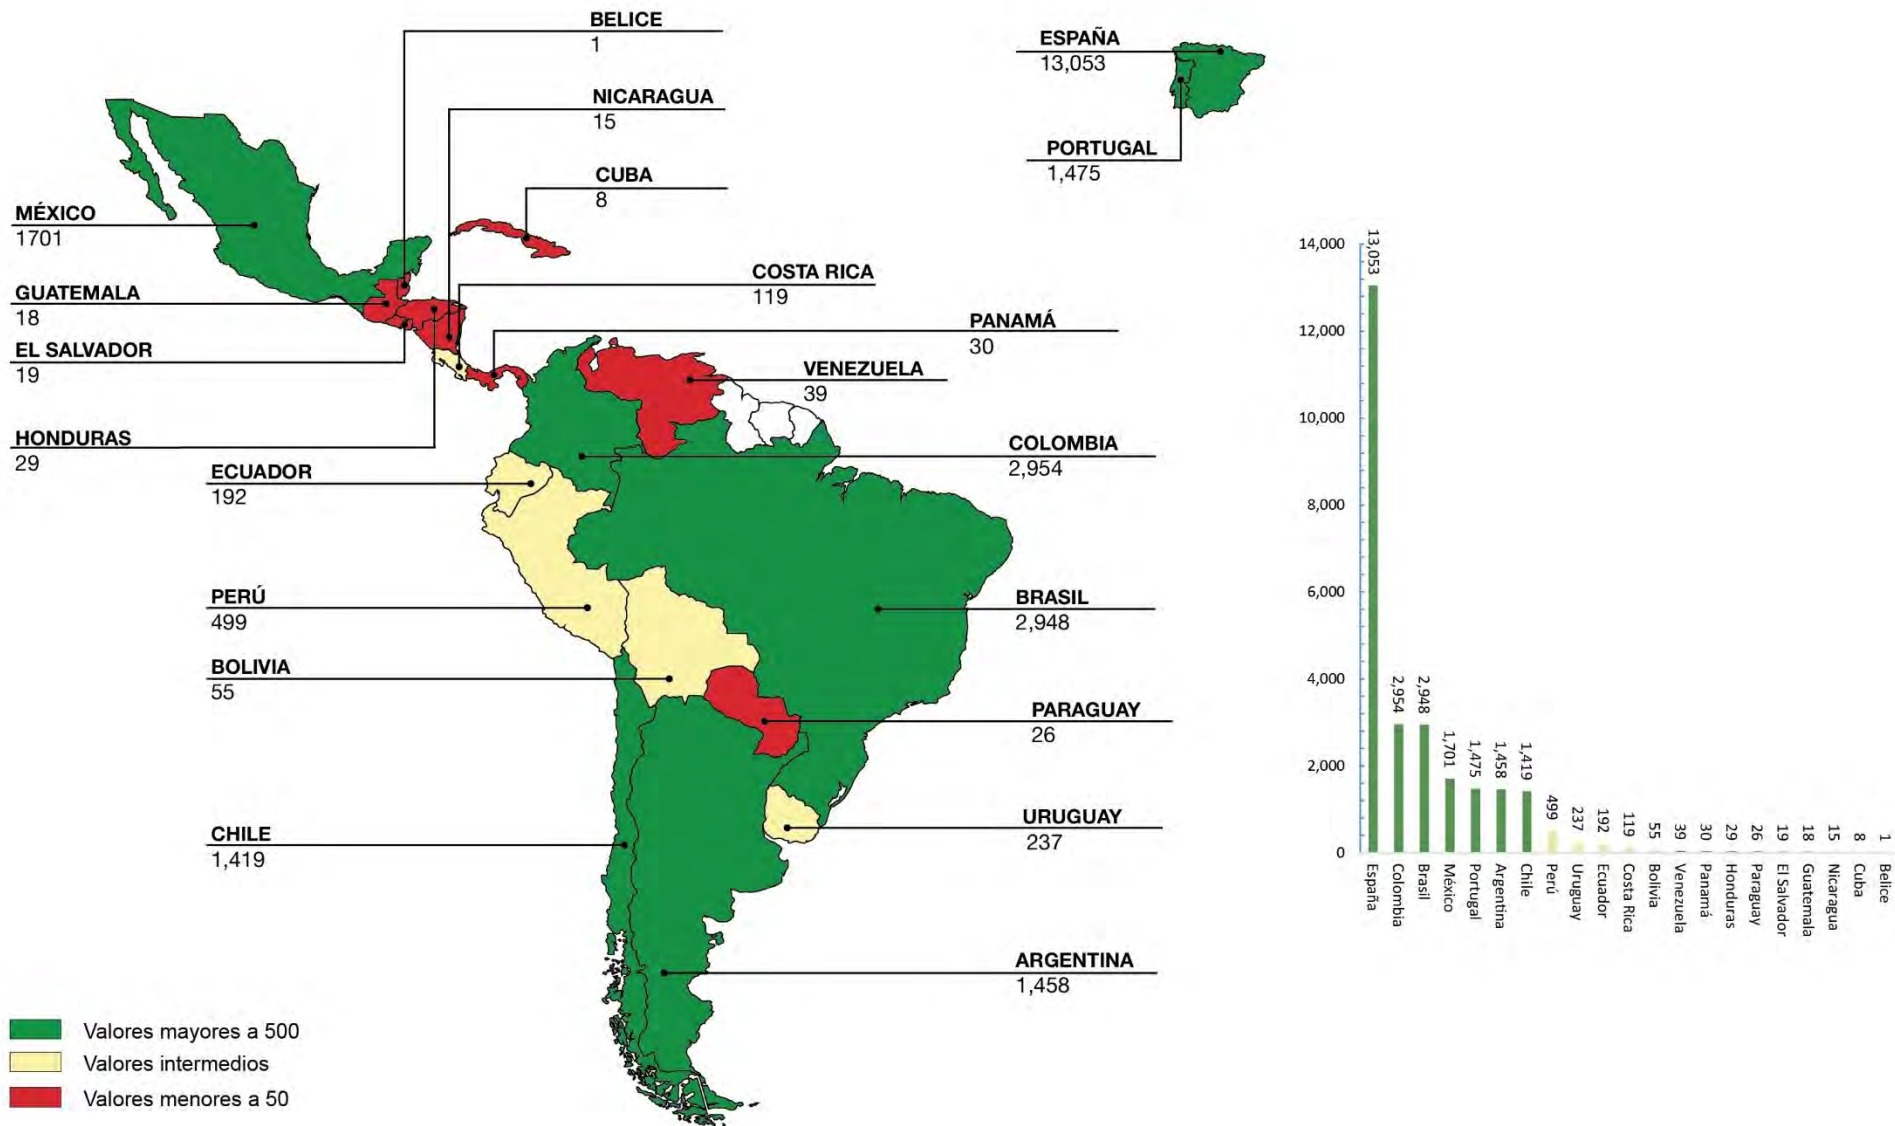 BELICE
1
NICARAGUA
15
CUBA
8
ESPAÑA
13,053
PORTUGAL
1,475
MÉXICO
1701
GUATEMALA
18
EL SALVADOR
19
HONDURAS
29
COSTA RICA
119
PANAMÁ
30
VENEZUELA
39
COLOMBIA
2,954
ECUADOR
192
PERÚ
499
BOLIVIA
55
BRASIL
2,948
PARAGUAY
26
URUGUAY
237
CHILE
1,419
ARGENTINA
1,458
Valores mayores a 500
Valores intermedios
Valores menores a 50
14,000
12,000
10,000
8,000
6,000
4,000
2,000
0
13,053
2,954
2,948
1,701
1,475
1,458
1,419
499
237
192
119
55
39
30
29
26
19
18
15
8
1
España
Colombia
Brasil
México
Portugal
Argentina
Chile
Perú
Uruguay
Ecuador
Costa Rica
Bolivia
Venezuela
Panamá
Honduras
Paraguay
El Salvador
Guatemala
Nicaragua
Cuba
Belice